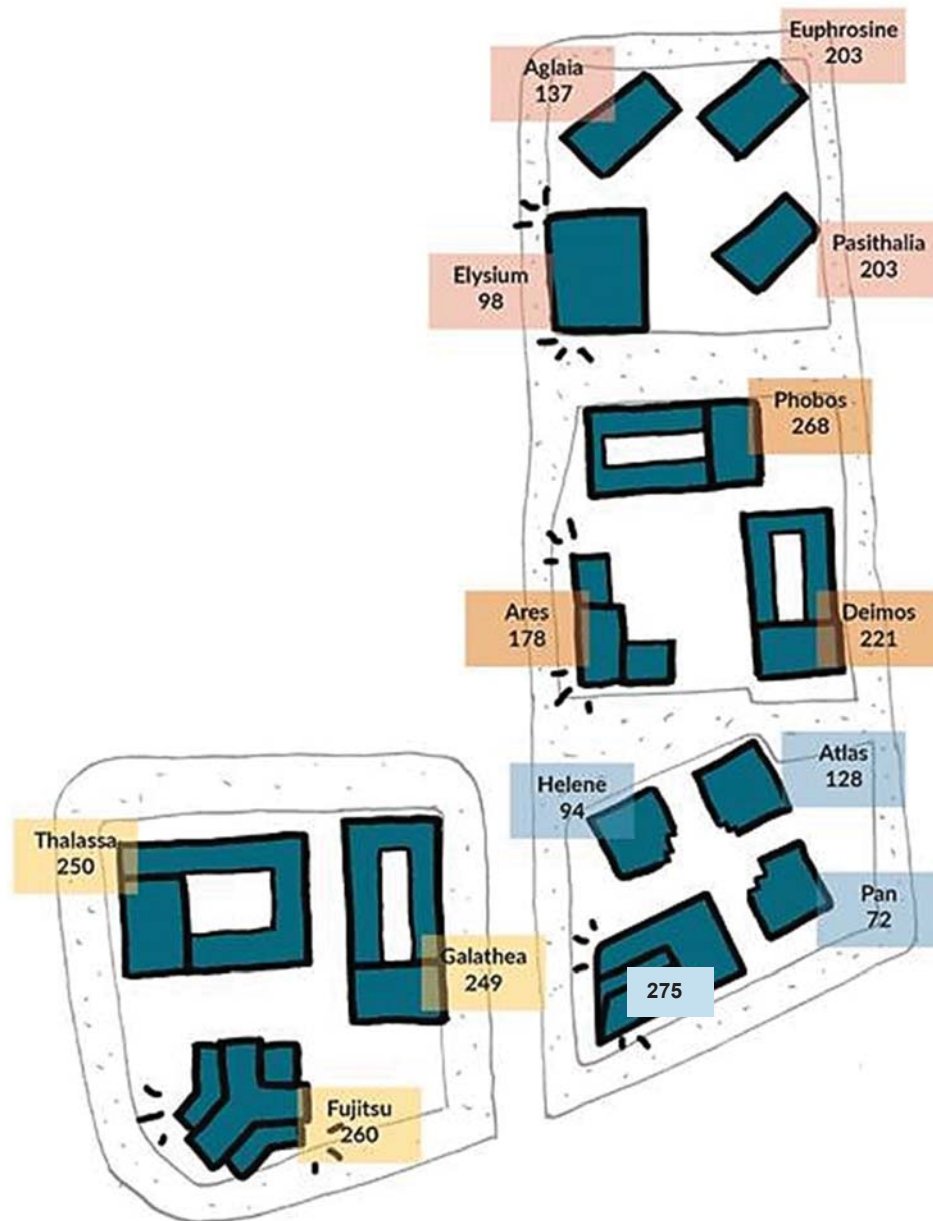 Euphrosine
203
Aglaia
137
Pasithalia
203
Elysium
98
Phobos
268
Ares
178
Deimos
221
Atlas
128
Helene
94
Thalassa
250
Pan
72
Galathea
249
275
Fujitsu
260